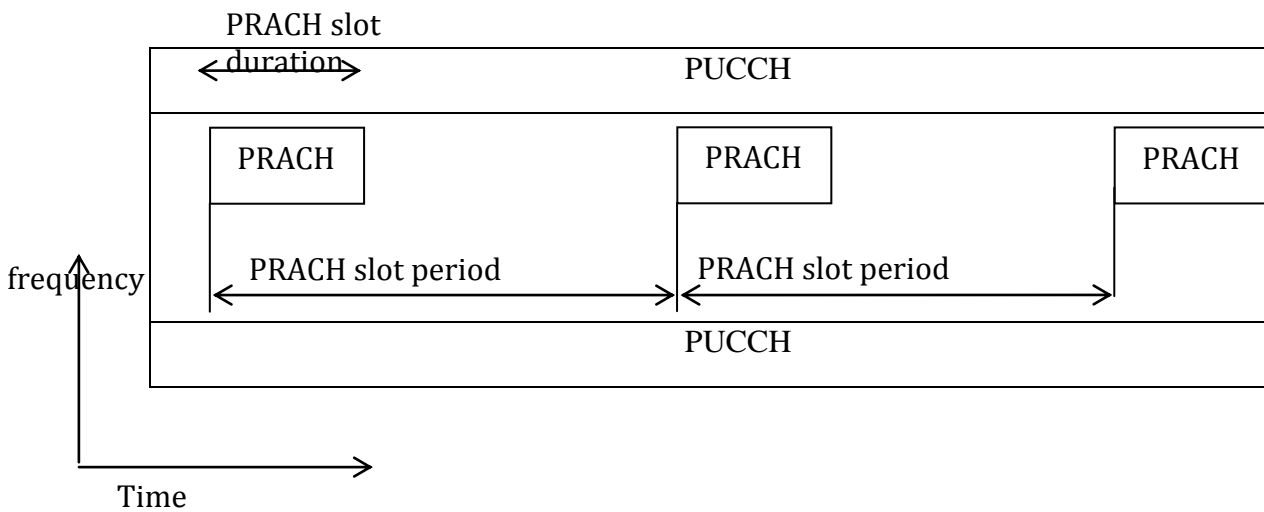 PRACH slot
duration
PUCCH
PRACH
PRACH
PRACH
frequency
PRACH slot period
PRACH slot period
PUCCH
Time